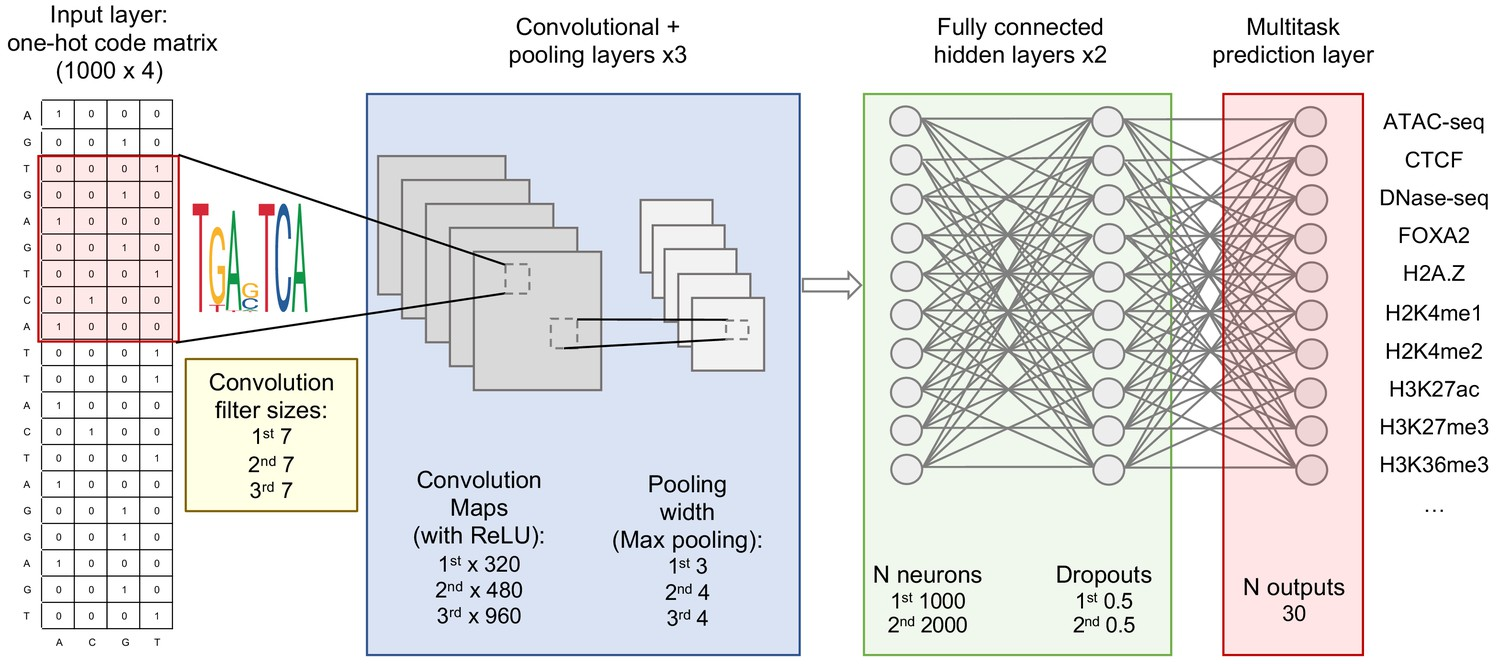 Input layer:
one-hot code matrix
(1000 x 4)
A 1 0 0 0
G 0 0 1 0
T 0 0 0 1
G 0 0 1 0
A 1 0 0 0
G 0 0 1 0
T 0 0 0 1
C 0 1 0 0
A 1 0 0 0
T 0 0 0 1
T 0 0 0 1
A 1 0 0 0
C 0 1 0 0
T 0 0 0 1
A 1 0 0 0
G 0 0 1 0
G 0 0 1 0
A 1 0 0 0
G 0 0 1 0
T 0 0 0 1
A C G T
TGAGTCA
T C T
Convolution
filter sizes:
1st 7
2nd 7
3rd 7
Convolutional +
pooling layers x3
Convolution
Maps
(with ReLU):
1st x 320
2nd x 480
3rd x 960
Pooling
width
(Max pooling):
1st 3
2nd 4
3rd 4
Fully connected
hidden layers x2
N neurons
1st 1000
2nd 2000
Dropouts
1st 0.5
2nd 0.5
Multitask
prediction layer
N outputs
30
ATAC-seq
CTCF
DNase-seq
FOXA2
H2A.Z
H2K4me1
H2K4me2
H3K27ac
H3K27me3
H3K36me3
…